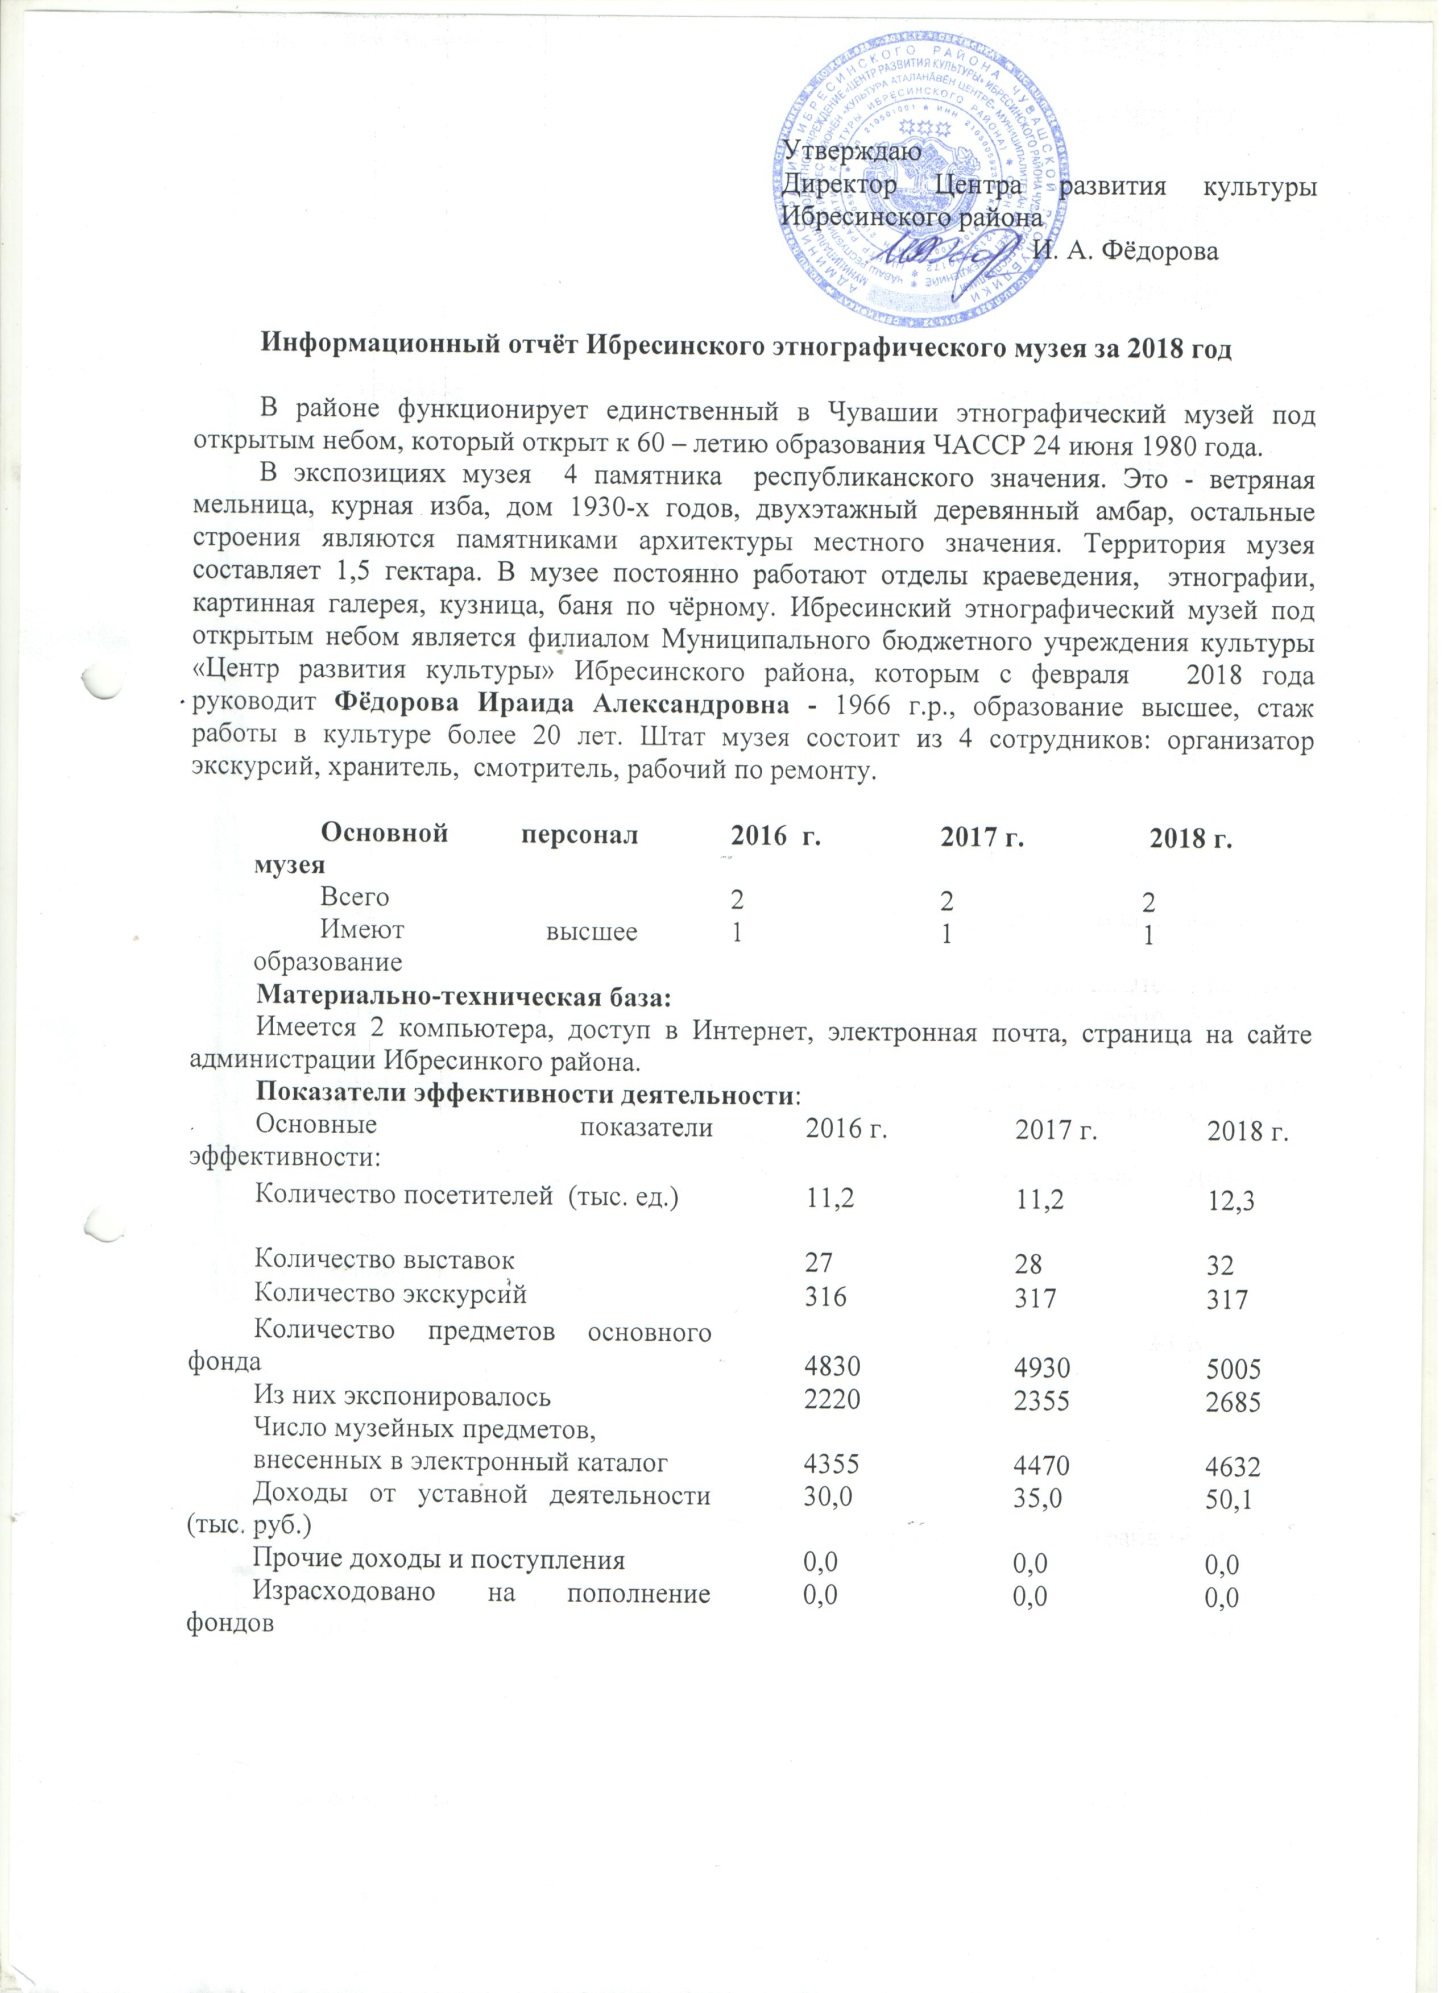 Утверждаю
Директор Центра развития культуры
Ибресинского района
И. А. Фёдорова
Информационный отчёт Ибресинского этнографического музея за 2018 год
В районе функционирует единственный в Чувашии этнографический музей под
открытым небом, который открыт к 60 – летию образования ЧАССР 24 июня 1980 года.
В экспозициях музея 4 памятника республиканского значения. Это - ветряная
мельница, курная изба, дом 1930-х годов, двухэтажный деревянный амбар, остальные
строения являются памятниками архитектуры местного значения. Территория музея
составляет 1,5 гектара. В музее постоянно работают отделы краеведения, этнографии,
картинная галерея, кузница, баня по чёрному. Ибресинский этнографический музей под
открытым небом является филиалом Муниципального бюджетного учреждения культуры
«Центр развития культуры» Ибресинского района, которым с февраля 2018 года
руководит Фёдорова Ираида Александровна - 1966 г.р., образование высшее, стаж
работы в культуре более 20 лет. Штат музея состоит из 4 сотрудников: организатор
экскурсий, хранитель, смотритель, рабочий по ремонту.
Основной персонал 2016 г. 2017 г. 2018 г.
музея
Всего 2 2 2
Имеют высшее 1 1 1
образование
Материально-техническая база:
Имеется 2 компьютера, доступ в Интернет, электронная почта, страница на сайте
администрации Ибресинкого района.
Показатели эффективности деятельности:
Основные показатели 2016 г. 2017 г. 2018 г.
эффективности:
Количество посетителей (тыс. ед.) 11,2 11,2 12,3
Количество выставок 27 28 32
Количество экскурсий 316 317 317
Количество предметов основного
фонда 4830 4930 5005
Из них экспонировалось 2220 2355 2685
Число музейных предметов,
внесенных в электронный каталог 4355 4470 4632
Доходы от уставной деятельности 30,0 35,0 50,1
(тыс. руб.)
Прочие доходы и поступления 0,0 0,0 0,0
Израсходовано на пополнение 0,0 0,0 0,0
фондов